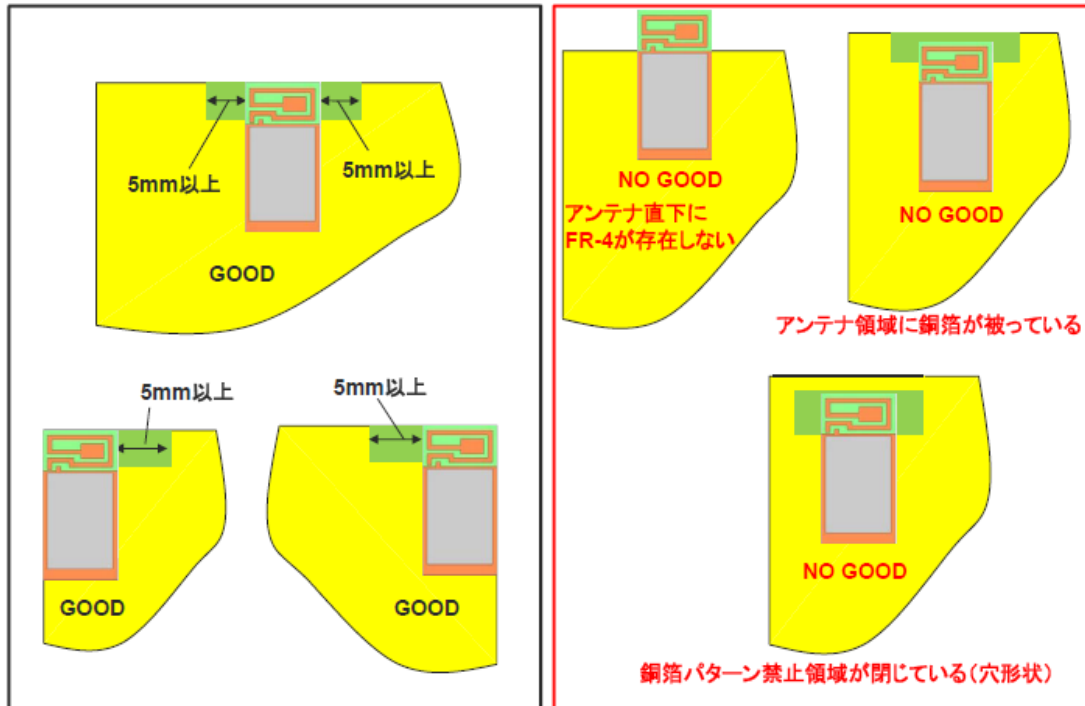 5mm以上
5mm以上
GOOD
5mm以上
GOOD
5mm以上
GOOD
NO GOOD
アンテナ直下に
FR-4が存在しない
NO GOOD
アンテナ領域に銅箔が被っている
NO GOOD
銅箔パターン禁止領域が閉じている(穴形状)